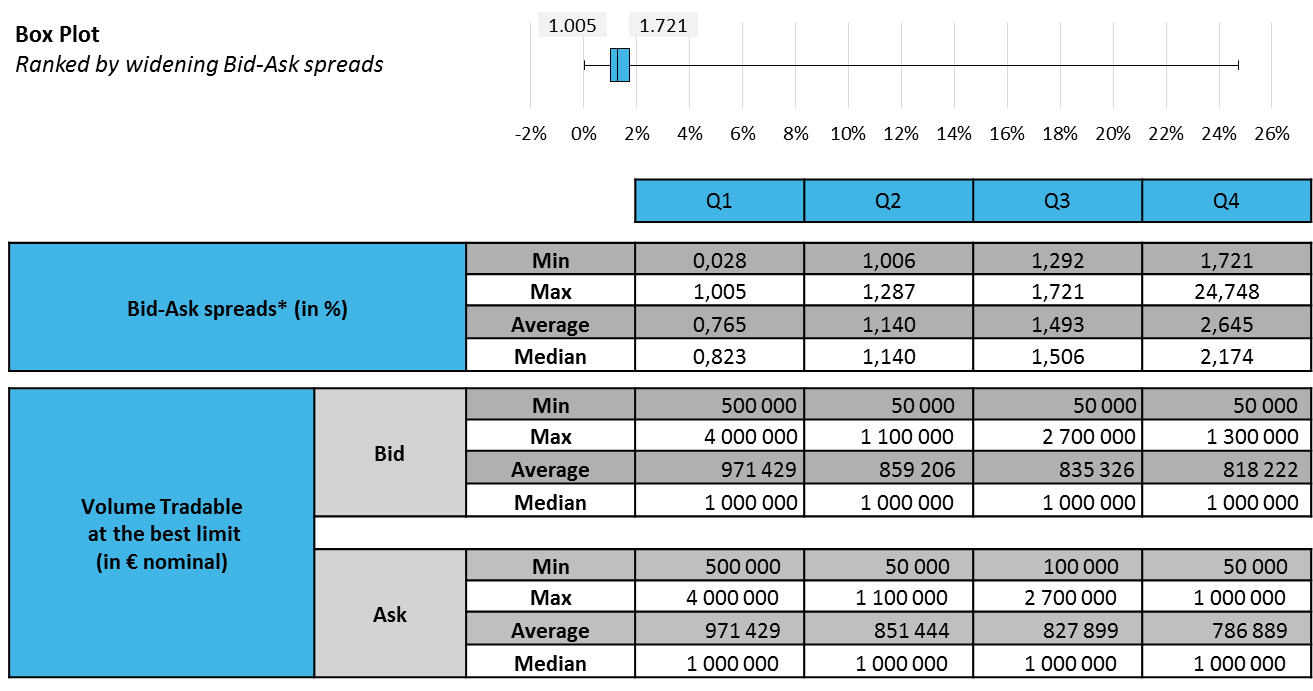 Box Plot
Ranked by widening Bid-Ask spreads
1.005 1.721
-2% 0% 2% 4% 6% 8% 10% 12% 14% 16% 18% 20% 22% 24% 26%
Q1 Q2 Q3 Q4
Bid-Ask spreads* (in %)
Min 0,028 1,006 1,292 1,721
Max 1,005 1,287 1,721 24,748
Average 0,765 1,140 1,493 2,645
Median 0,823 1,140 1,506 2,174
Volume Tradable
at the best limit
(in € nominal)
Bid
Min 500 000 50 000 50 000 50 000
Max 4 000 000 1 100 000 2 700 000 1 300 000
Average 971 429 859 206 835 326 818 222
Median 1 000 000 1 000 000 1 000 000 1 000 000
Ask
Min 500 000 50 000 100 000 50 000
Max 4 000 000 1 100 000 2 700 000 1 000 000
Average 971 429 851 444 827 899 786 889
Median 1 000 000 1 000 000 1 000 000 1 000 000